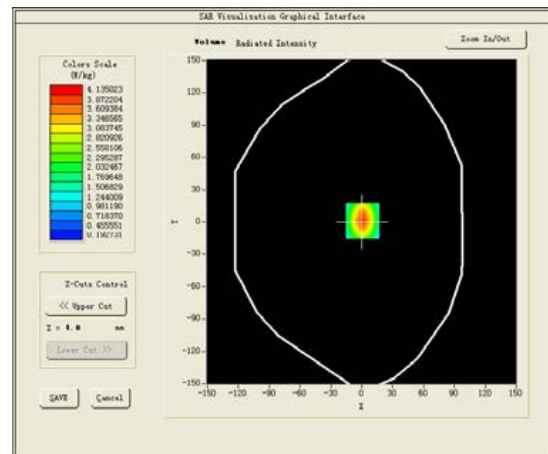 SAR Visualisation Graphical Interface
Volume Radiated Intensity
Zoom In/Out
Colors Scale
(W/kg)
4.135023
3.872204
3.609384
3.346565
3.083745
2.820926
2.558106
2.295287
2.032467
1.769648
1.506829
1.244009
0.981190
0.718370
0.455551
0.192731
150
120
90
60
30
0
-30
-60
-90
-120
-150
Y
-150 -120 -90 -60 -30 0 30 60 90 120 150
X
Z-Cuts Control
<< Upper Cut
Z = 4.0 mm
Lower Cut >>
SAVE Cancel